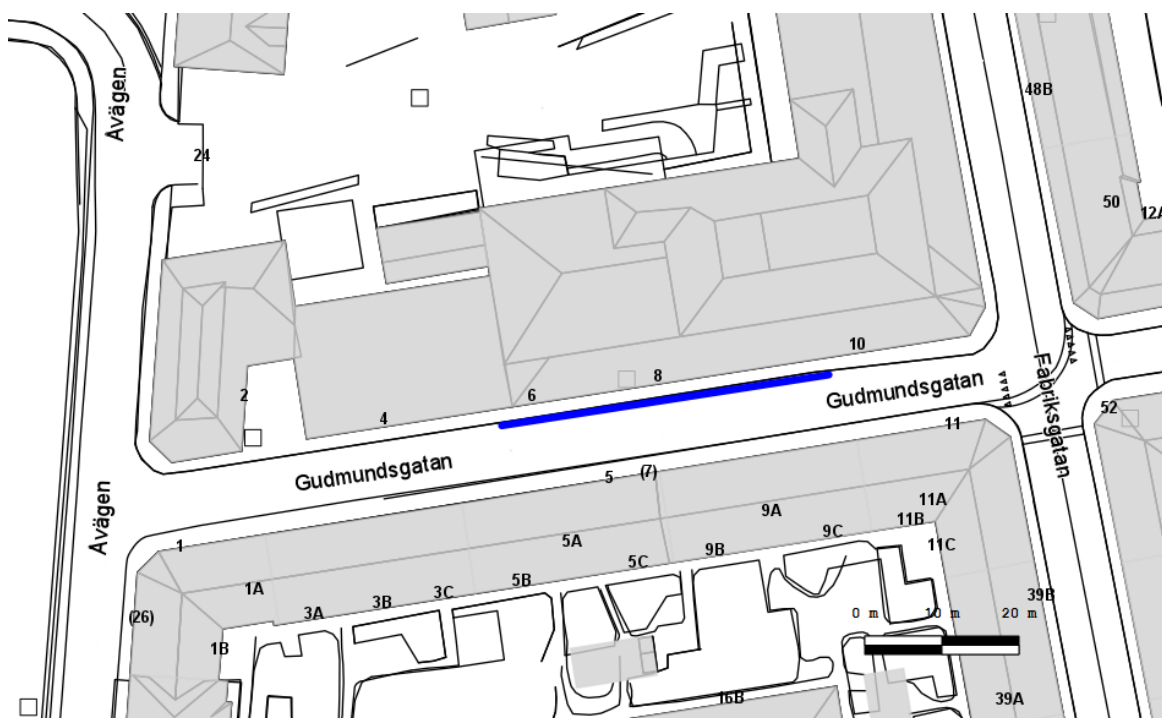 Avägen
48B
24
50
12A
10
8
2
6
Gudmundsgatan
4
Fabriksgatan
52
11
Gudmundsgatan
5
(7)
11A
9A
Avägen
11B
1
5A
9C
11C
9B
5C
5B
1A
3C
39B
3B
3A
(26)
0 m 10 m 20 m
1B
16B
39A